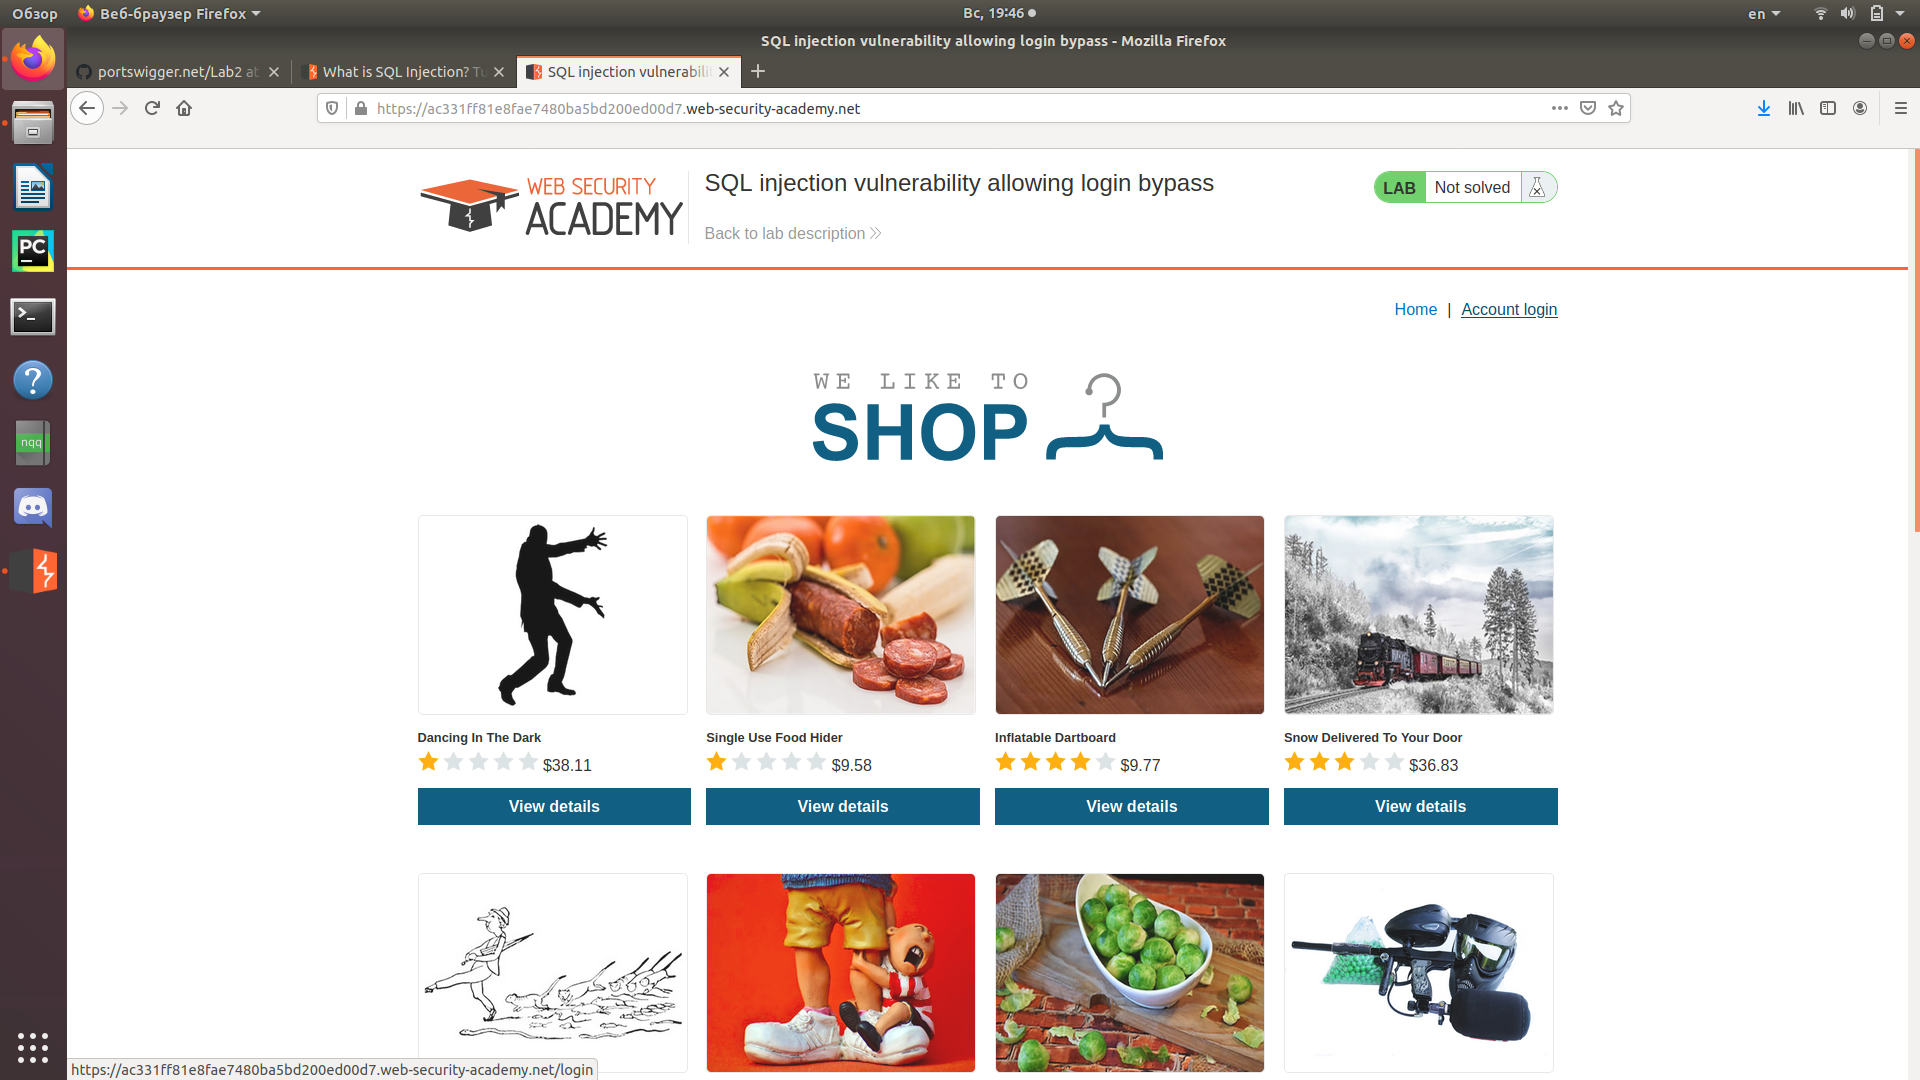 Обзор
Веб-браузер Firefox
Вс, 19:46
en
SQL injection vulnerability allowing login bypass - Mozilla Firefox
portswigger.net/Lab2 at
What is SQL Injection? Tu
SQL injection vulnerabili
https://ac331ff81e8fae7480ba5bd200ed00d7.web-security-academy.net
WEB SECURITY
ACADEMY
SQL injection vulnerability allowing login bypass
Back to lab description
LAB
Not solved
PC
nqq
Home | Account login
WE LIKE TO
SHOP
Dancing In The Dark
$38.11
View details
Single Use Food Hider
$9.58
View details
Inflatable Dartboard
$9.77
View details
Snow Delivered To Your Door
$36.83
View details
https://ac331ff81e8fae7480ba5bd200ed00d7.web-security-academy.net/login